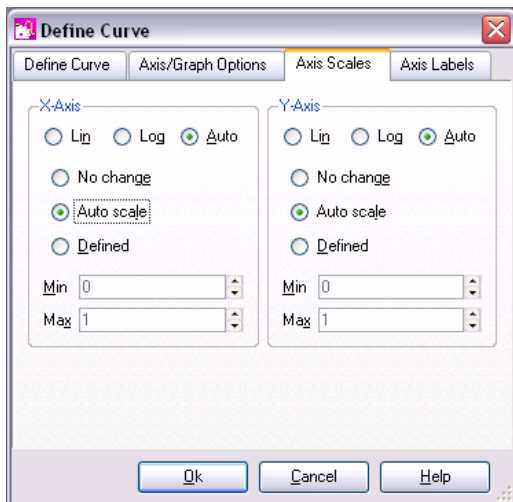 Define Curve
Define Curve Axis/Graph Options Axis Scales Axis Labels
X-Axis
Lin Log Auto
No change
Auto scale
Defined
Min 0
Max 1
Y-Axis
Lin Log Auto
No change
Auto scale
Defined
Min 0
Max 1
Ok Cancel Help